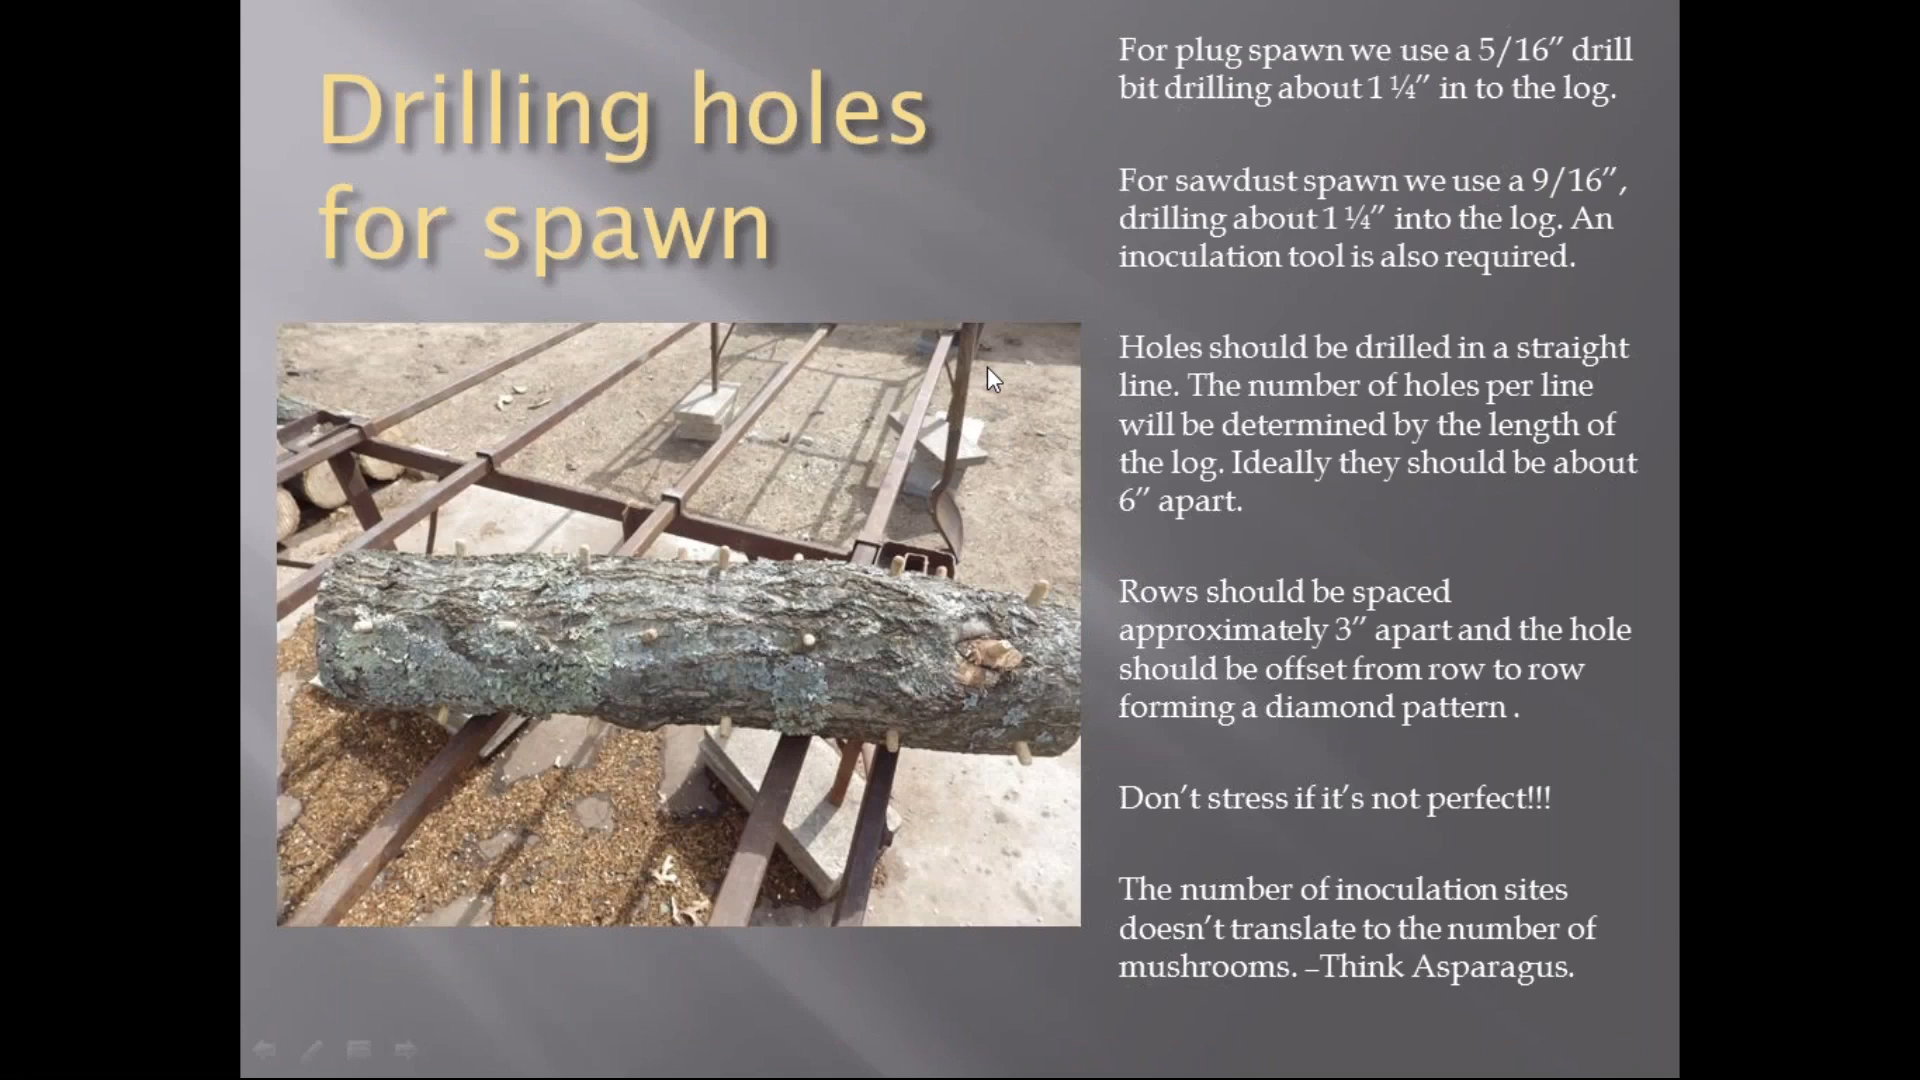 Drilling holes
for spawn
For plug spawn we use a 5/16” drill
bit drilling about 1 ¼” in to the log.
For sawdust spawn we use a 9/16”,
drilling about 1 ¼” into the log. An
inoculation tool is also required.
Holes should be drilled in a straight
line. The number of holes per line
will be determined by the length of
the log. Ideally they should be about
6” apart.
Rows should be spaced
approximately 3” apart and the hole
should be offset from row to row
forming a diamond pattern .
Don’t stress if it’s not perfect!!!
The number of inoculation sites
doesn’t translate to the number of
mushrooms. –Think Asparagus.